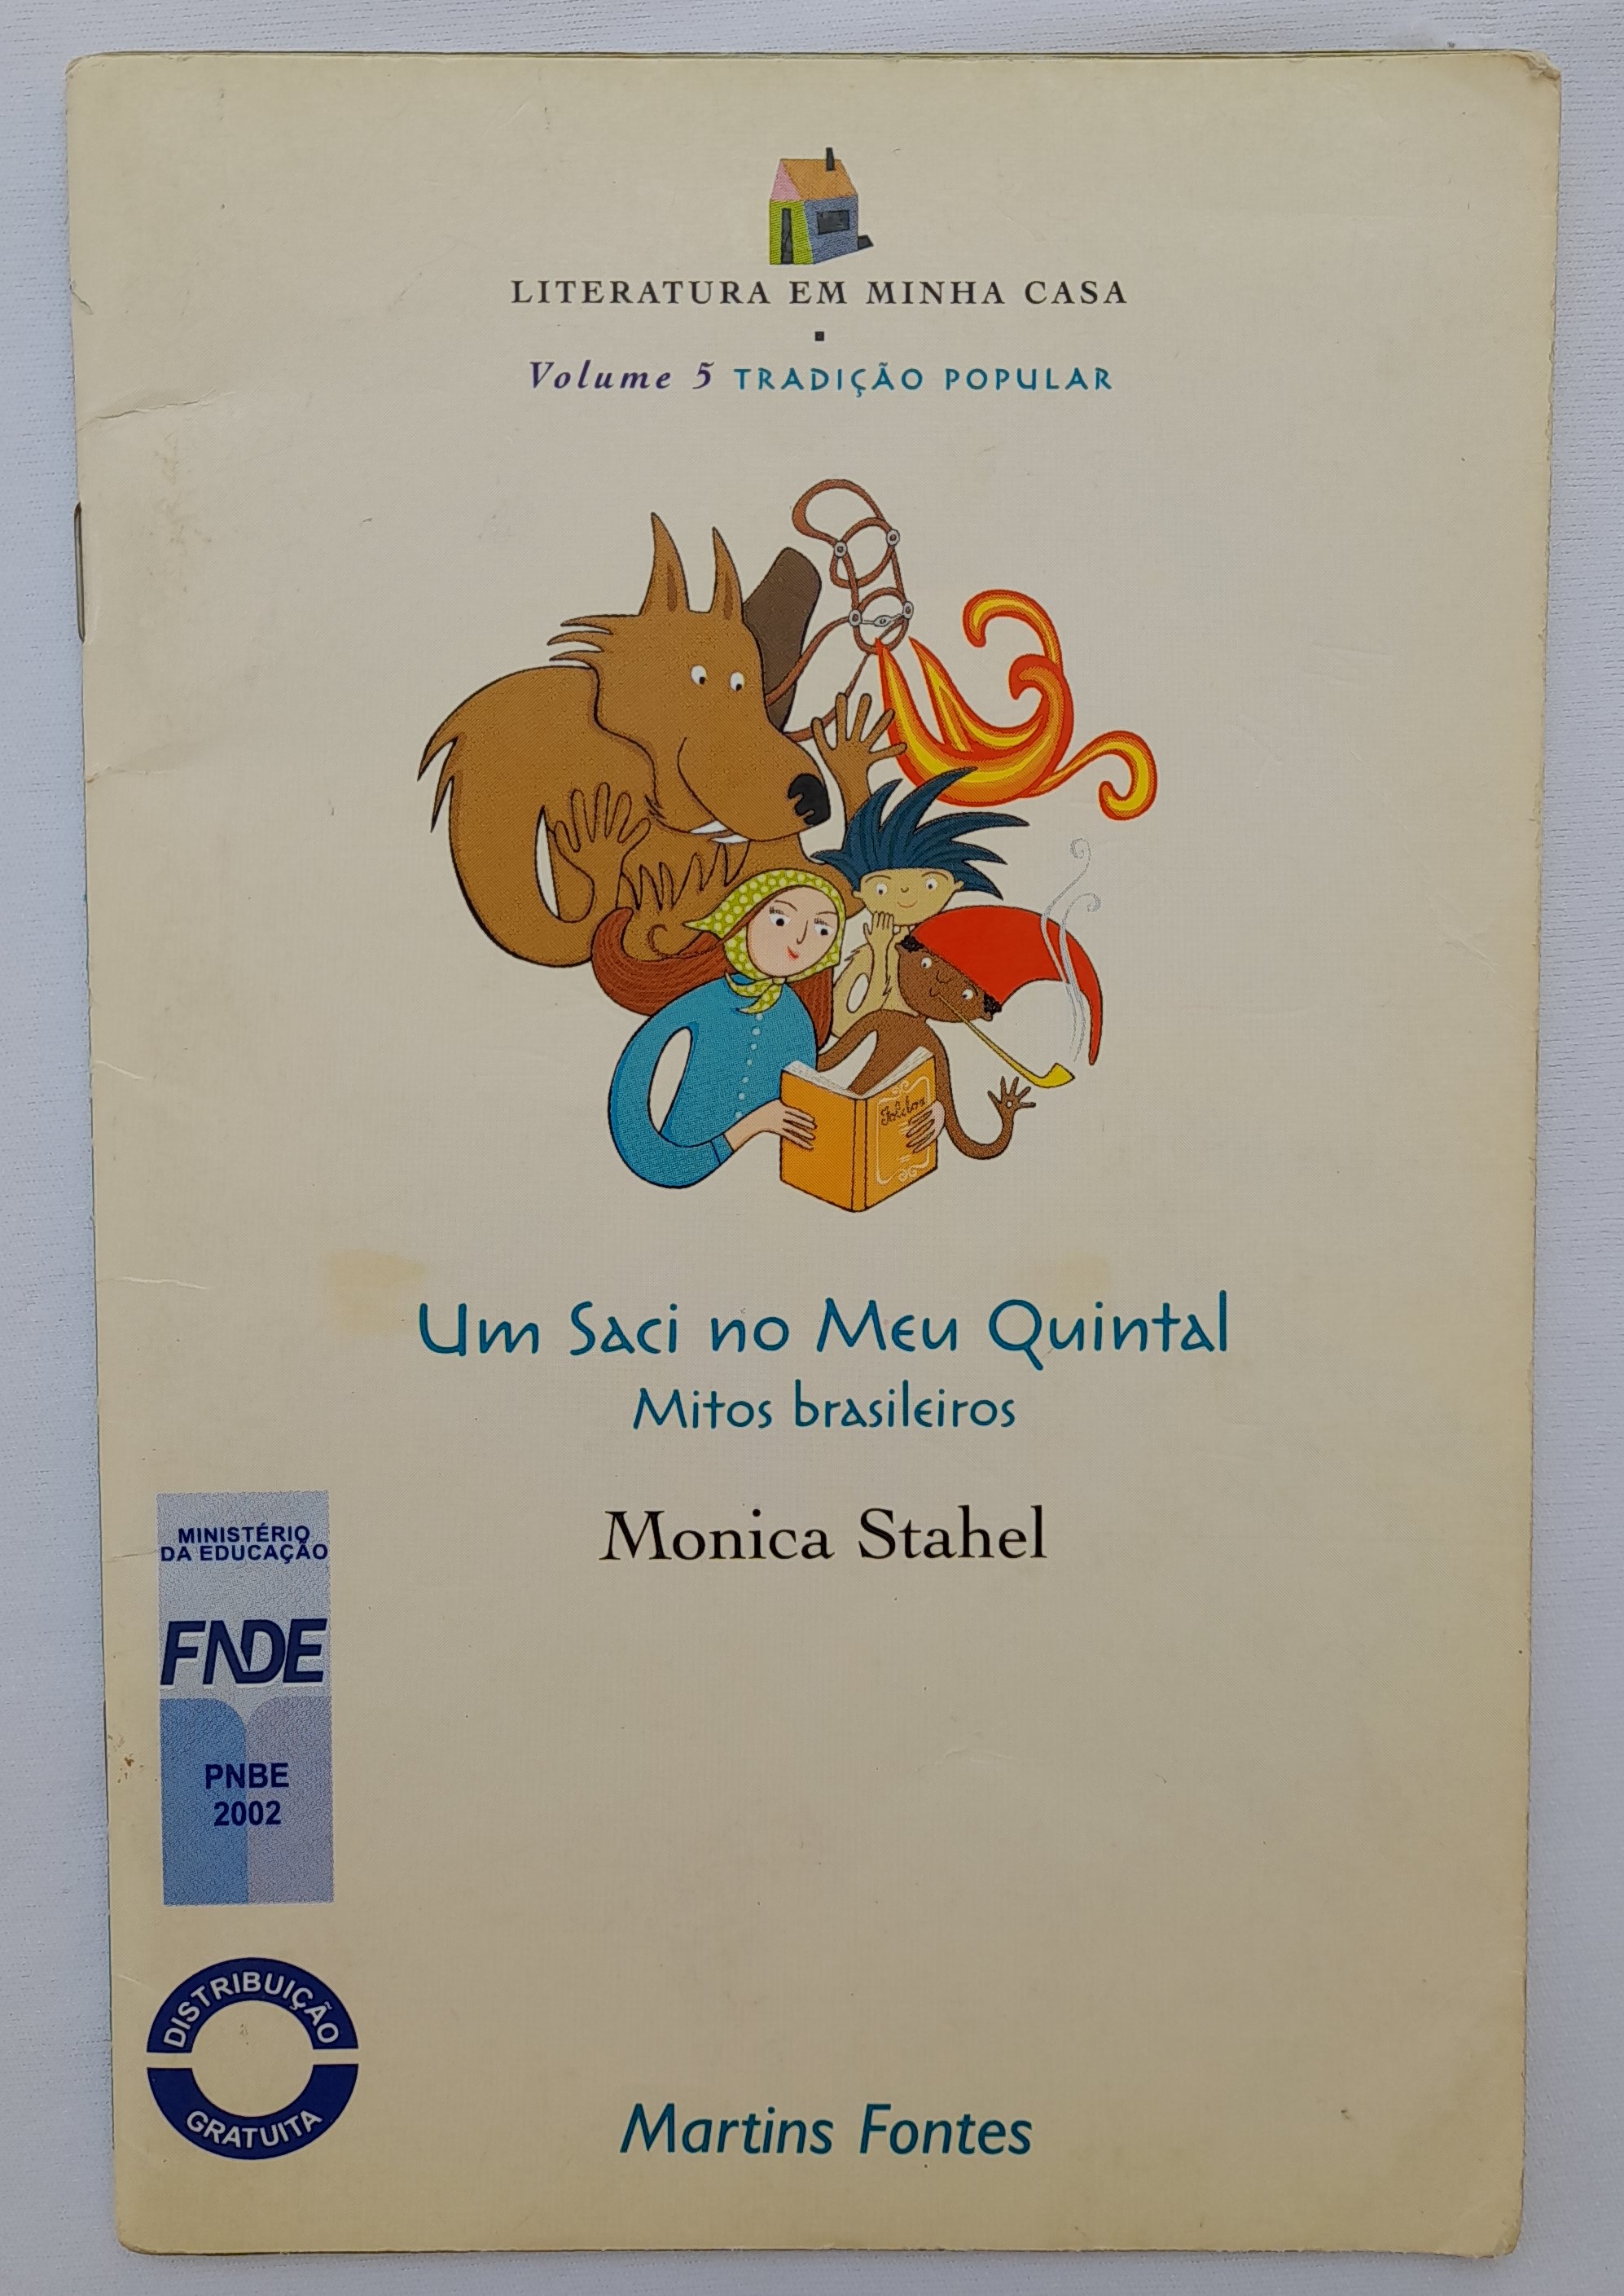 LITERATURA EM MINHA CASA
Volume 5 TRADIÇÃO POPULAR
Folclore
Um Saci no Meu Quintal
Mitos brasileiros
Monica Stahel
MINISTÉRIO
DA EDUCAÇÃO
FNDE
PNBE
2002
DISTRIBUIÇÃO
GRATUITA
Martins Fontes